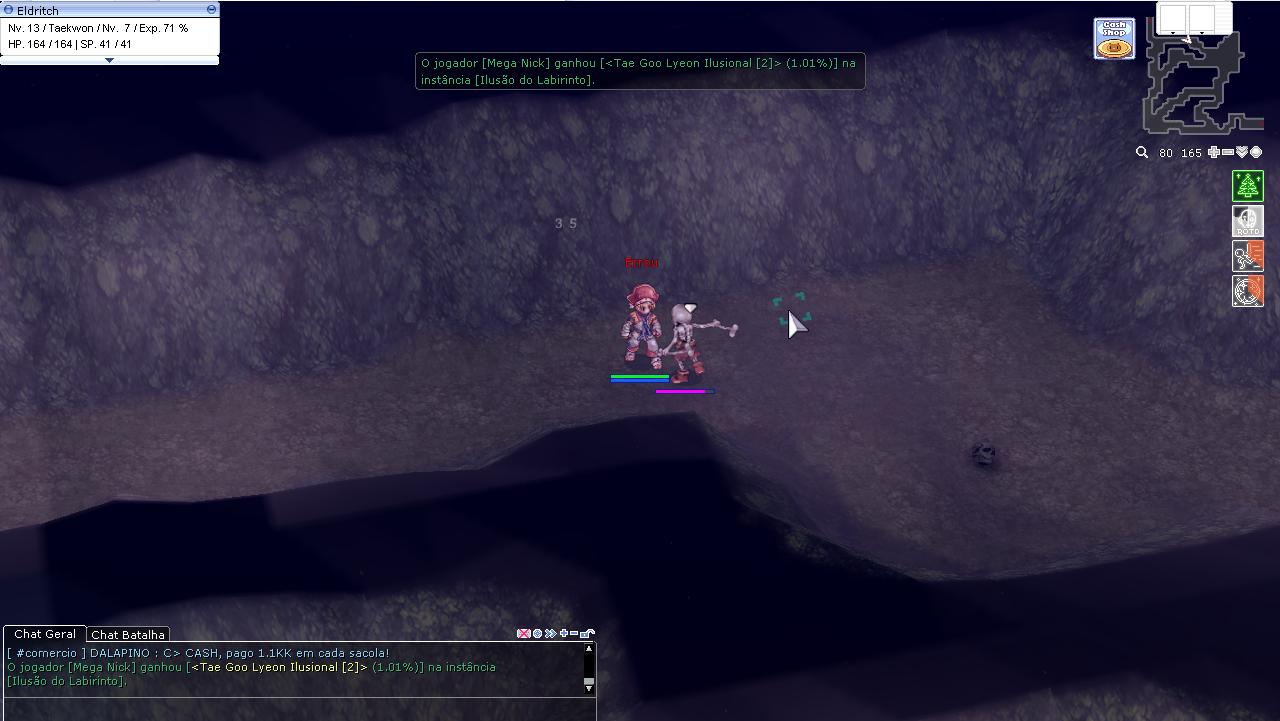 Eldritch
Nv. 13 / Taekwon / Nv. 7 / Exp. 71 %
HP. 164 / 164 | SP. 41 / 41
O jogador [Mega Nick] ganhou [<Tae Goo Lyeon Ilusional [2]> (1.01%)] na
instância [Ilusão do Labirinto].
Cash
Shop
80 165
ROTD
3 5
Errou
Chat Geral
Chat Batalha
[ #comercio ] DALAPINO : C> CASH, pago 1.1KK em cada sacola!
O jogador [Mega Nick] ganhou [<Tae Goo Lyeon Ilusional [2]> (1.01%)] na instância
[Ilusão do Labirinto].